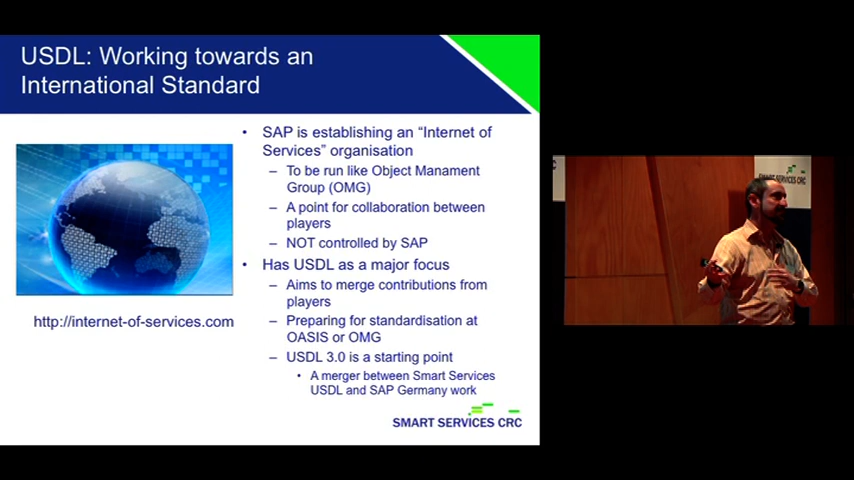 USDL: Working towards an
International Standard
• SAP is establishing an “Internet of
Services” organisation
– To be run like Object Manament
Group (OMG)
– A point for collaboration between
players
– NOT controlled by SAP
• Has USDL as a major focus
– Aims to merge contributions from
players
– Preparing for standardisation at
OASIS or OMG
– USDL 3.0 is a starting point
• A merger between Smart Services
USDL and SAP Germany work
http://internet-of-services.com
SMART SERVICES CRC
SMART SERVICES CRC